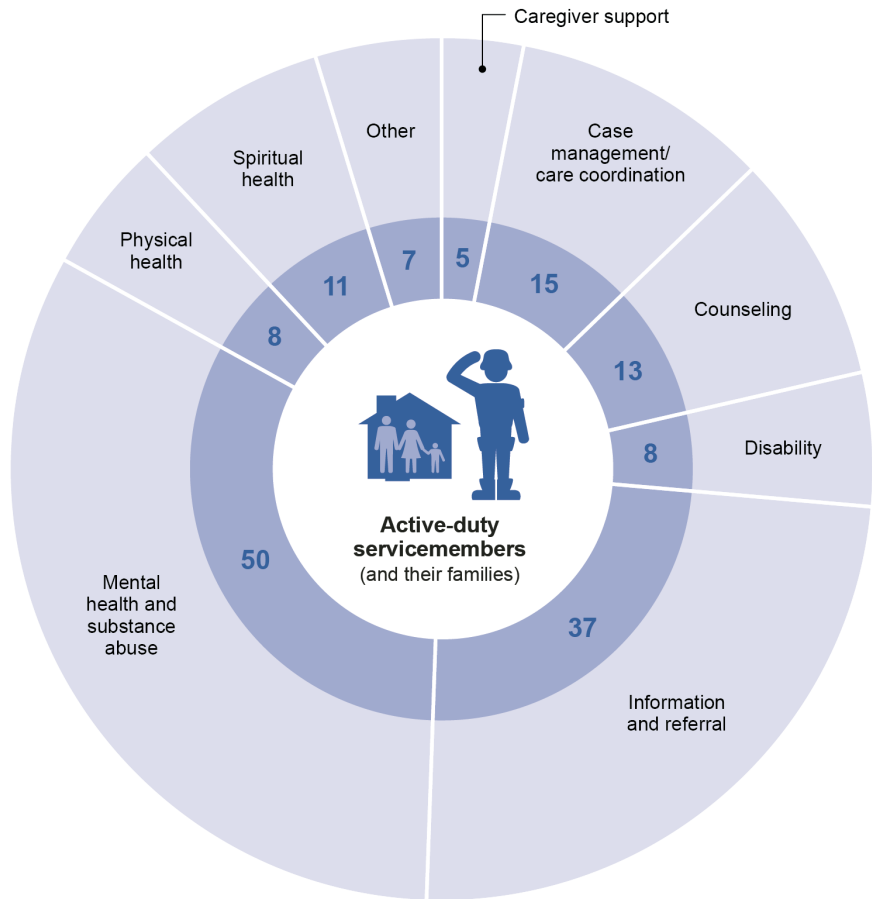 Caregiver support
5
Case
management/
care coordination
15
Counseling
13
Disability
8
Information
and referral
37
Mental
health and
substance
abuse
50
Physical
health
8
Spiritual
health
11
Other
7
Active-duty
servicemembers
(and their families)